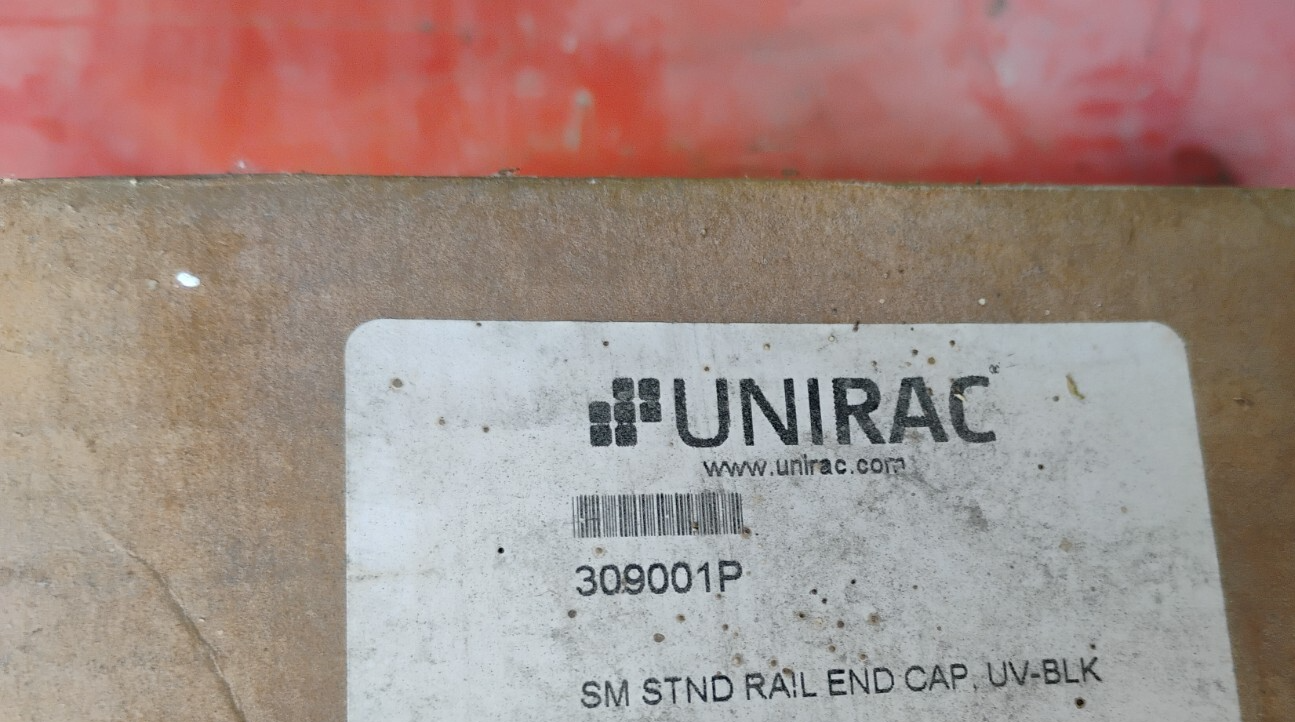 UNIRAC
www.unirac.com
309001P
SM STND RAIL END CAP, UV-BLK